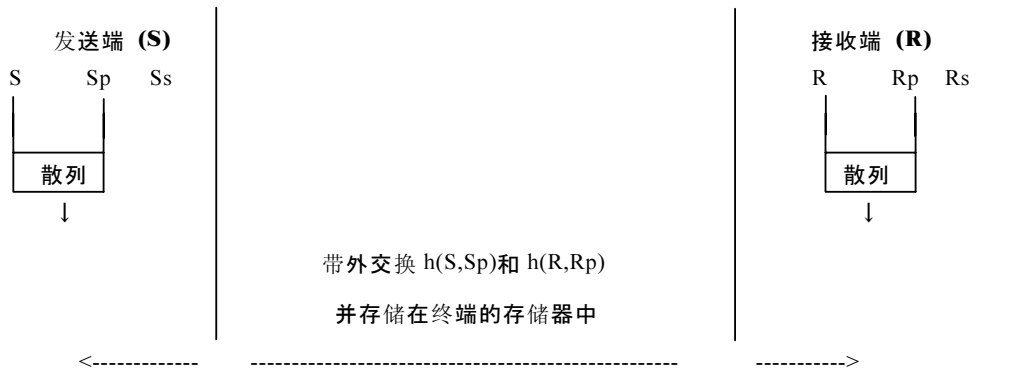 发送端 (S) 接收端 (R)
S Sp Ss R Rp Rs
散列 散列
↓ ↓
带外交换 h(S,Sp)和 h(R,Rp)
并存储在终端的存储器中
<------------- ---------------------------------------------------- ----------->